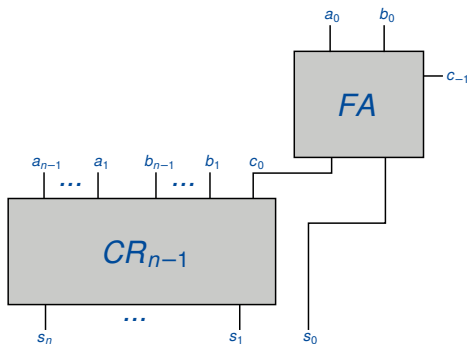 a₀ b₀
FA c₋₁
aₙ₋₁ ... a₁ bₙ₋₁ ... b₁ c₀
CRₙ₋₁
...
sₙ s₁ s₀